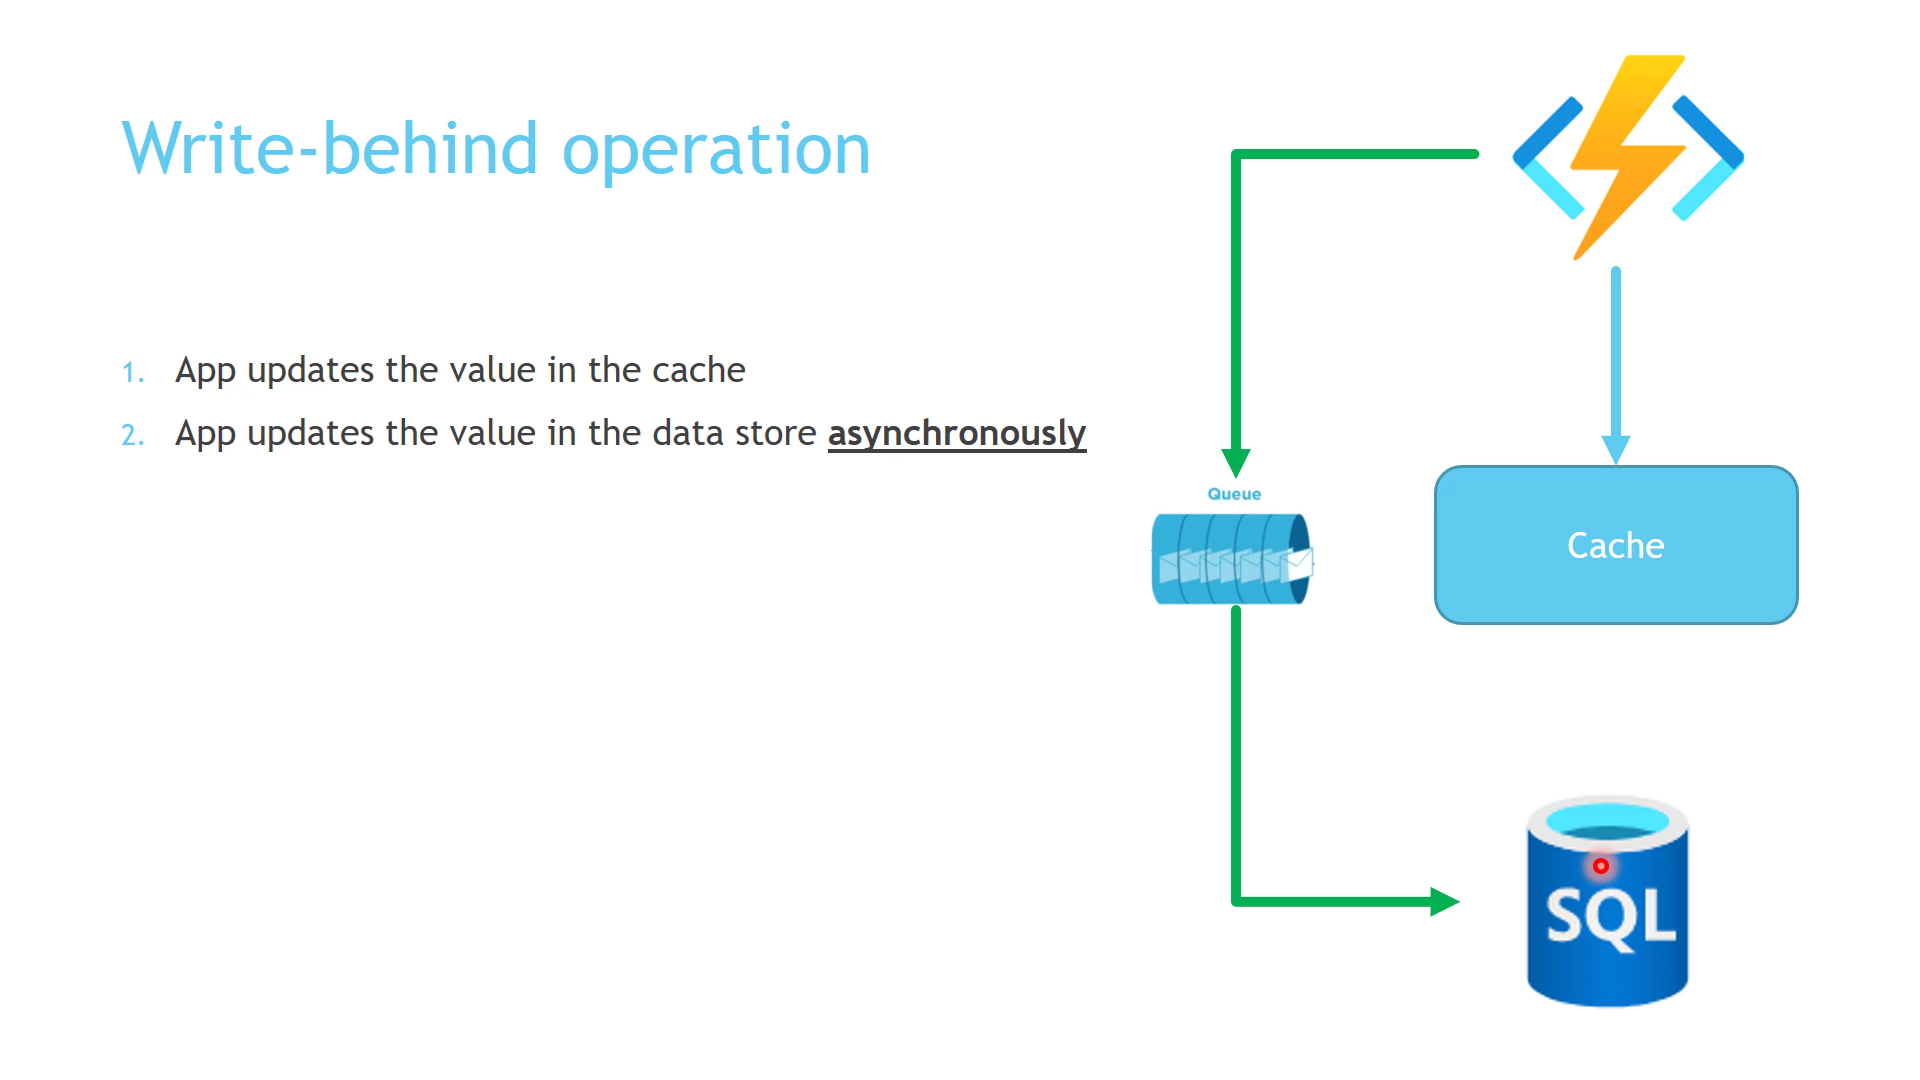 Write-behind operation
1. App updates the value in the cache
2. App updates the value in the data store asynchronously
Queue
Cache
SQL